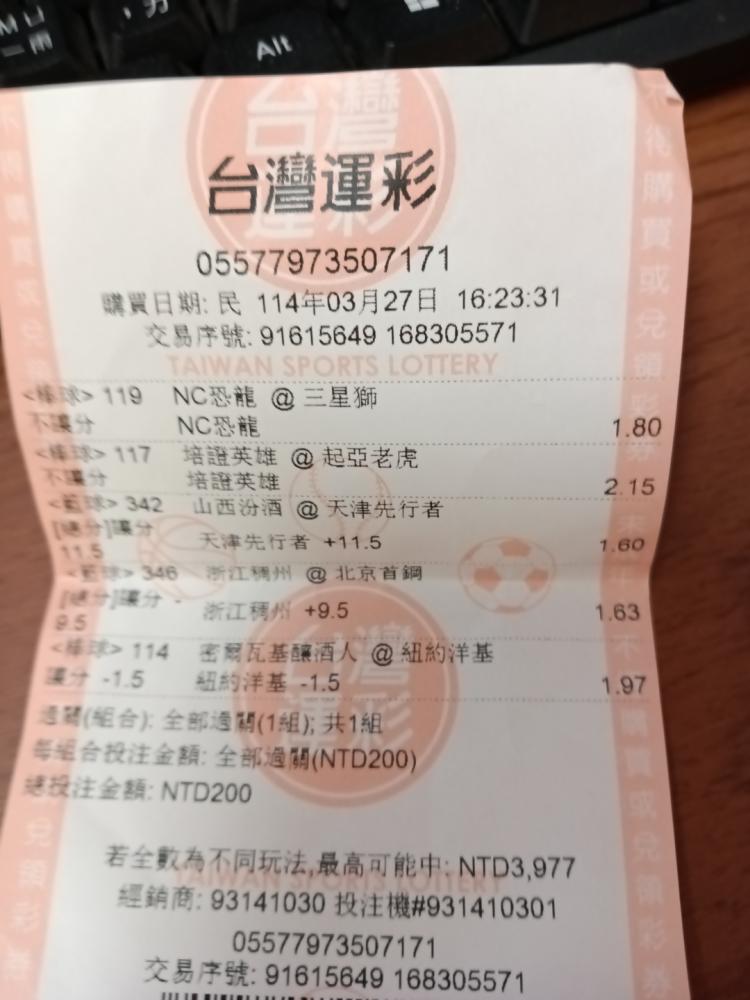 Alt
台灣運彩
05577973507171
購買日期: 民 114年03月27日 16:23:31
交易序號: 91615649 168305571
TAIWAN SPORTS LOTTERY
<棒球> 119 NC恐龍 @ 三星獅
不讓分 NC恐龍 1.80
<棒球> 117 培證英雄 @ 起亞老虎
不讓分 培證英雄 2.15
<籃球> 342 山西汾酒 @ 天津先行者
[總分]讓分
11.5 天津先行者 +11.5 1.60
<籃球> 346 浙江稠州 @ 北京首鋼
[總分]讓分 -
9.5 浙江稠州 +9.5 1.63
<棒球> 114 密爾瓦基釀酒人 @ 紐約洋基
讓分 -1.5 紐約洋基 -1.5 1.97
過關(組合): 全部過關(1組); 共1組
每組合投注金額: 全部過關(NTD200)
總投注金額: NTD200
若全數為不同玩法,最高可能中: NTD3,977
TAIWAN SPORTS LOTTERY
經銷商: 93141030 投注機#931410301
05577973507171
交易序號: 91615649 168305571